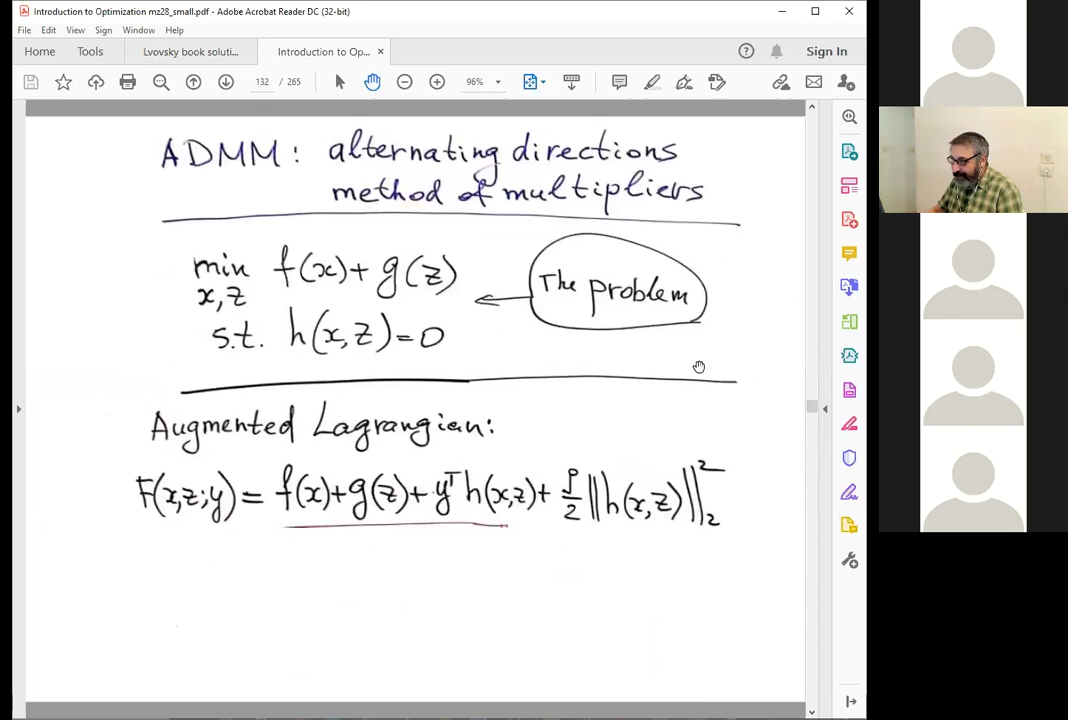 Introduction to Optimization mz28_small.pdf - Adobe Acrobat Reader DC (32-bit)
File Edit View Sign Window Help
Home Tools Lvovsky book soluti... Introduction to Op... × Sign In
132 / 265 96%
ADMM: alternating directions
method of multipliers
min f(x)+ g(z)
x,z
The problem
s.t. h(x,z)=0
Augmented Lagrangian:
F(x,z;y) = f(x)+g(z)+ yᵀh(x,z)+ ρ/2 ||h(x,z)||₂²